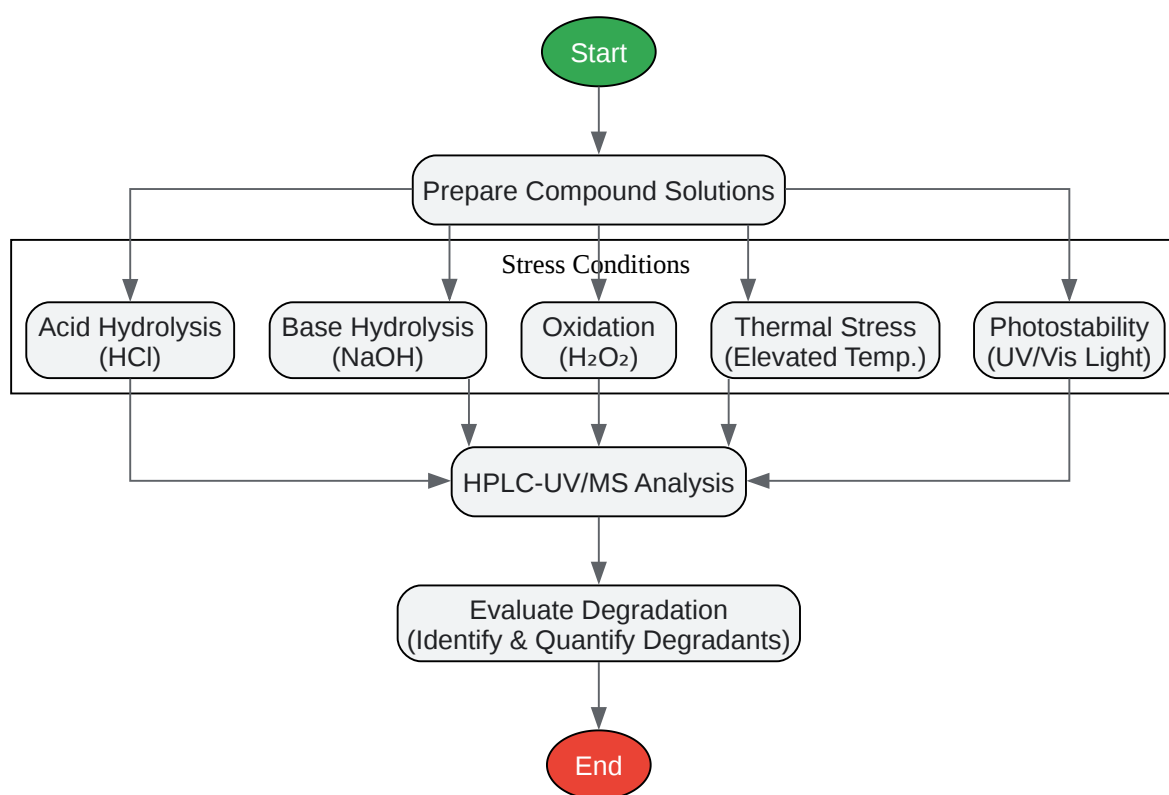 Start
Prepare Compound Solutions
Stress Conditions
Acid Hydrolysis
(HCl)
Base Hydrolysis
(NaOH)
Oxidation
(H₂O₂)
Thermal Stress
(Elevated Temp.)
Photostability
(UV/Vis Light)
HPLC-UV/MS Analysis
Evaluate Degradation
(Identify & Quantify Degradants)
End